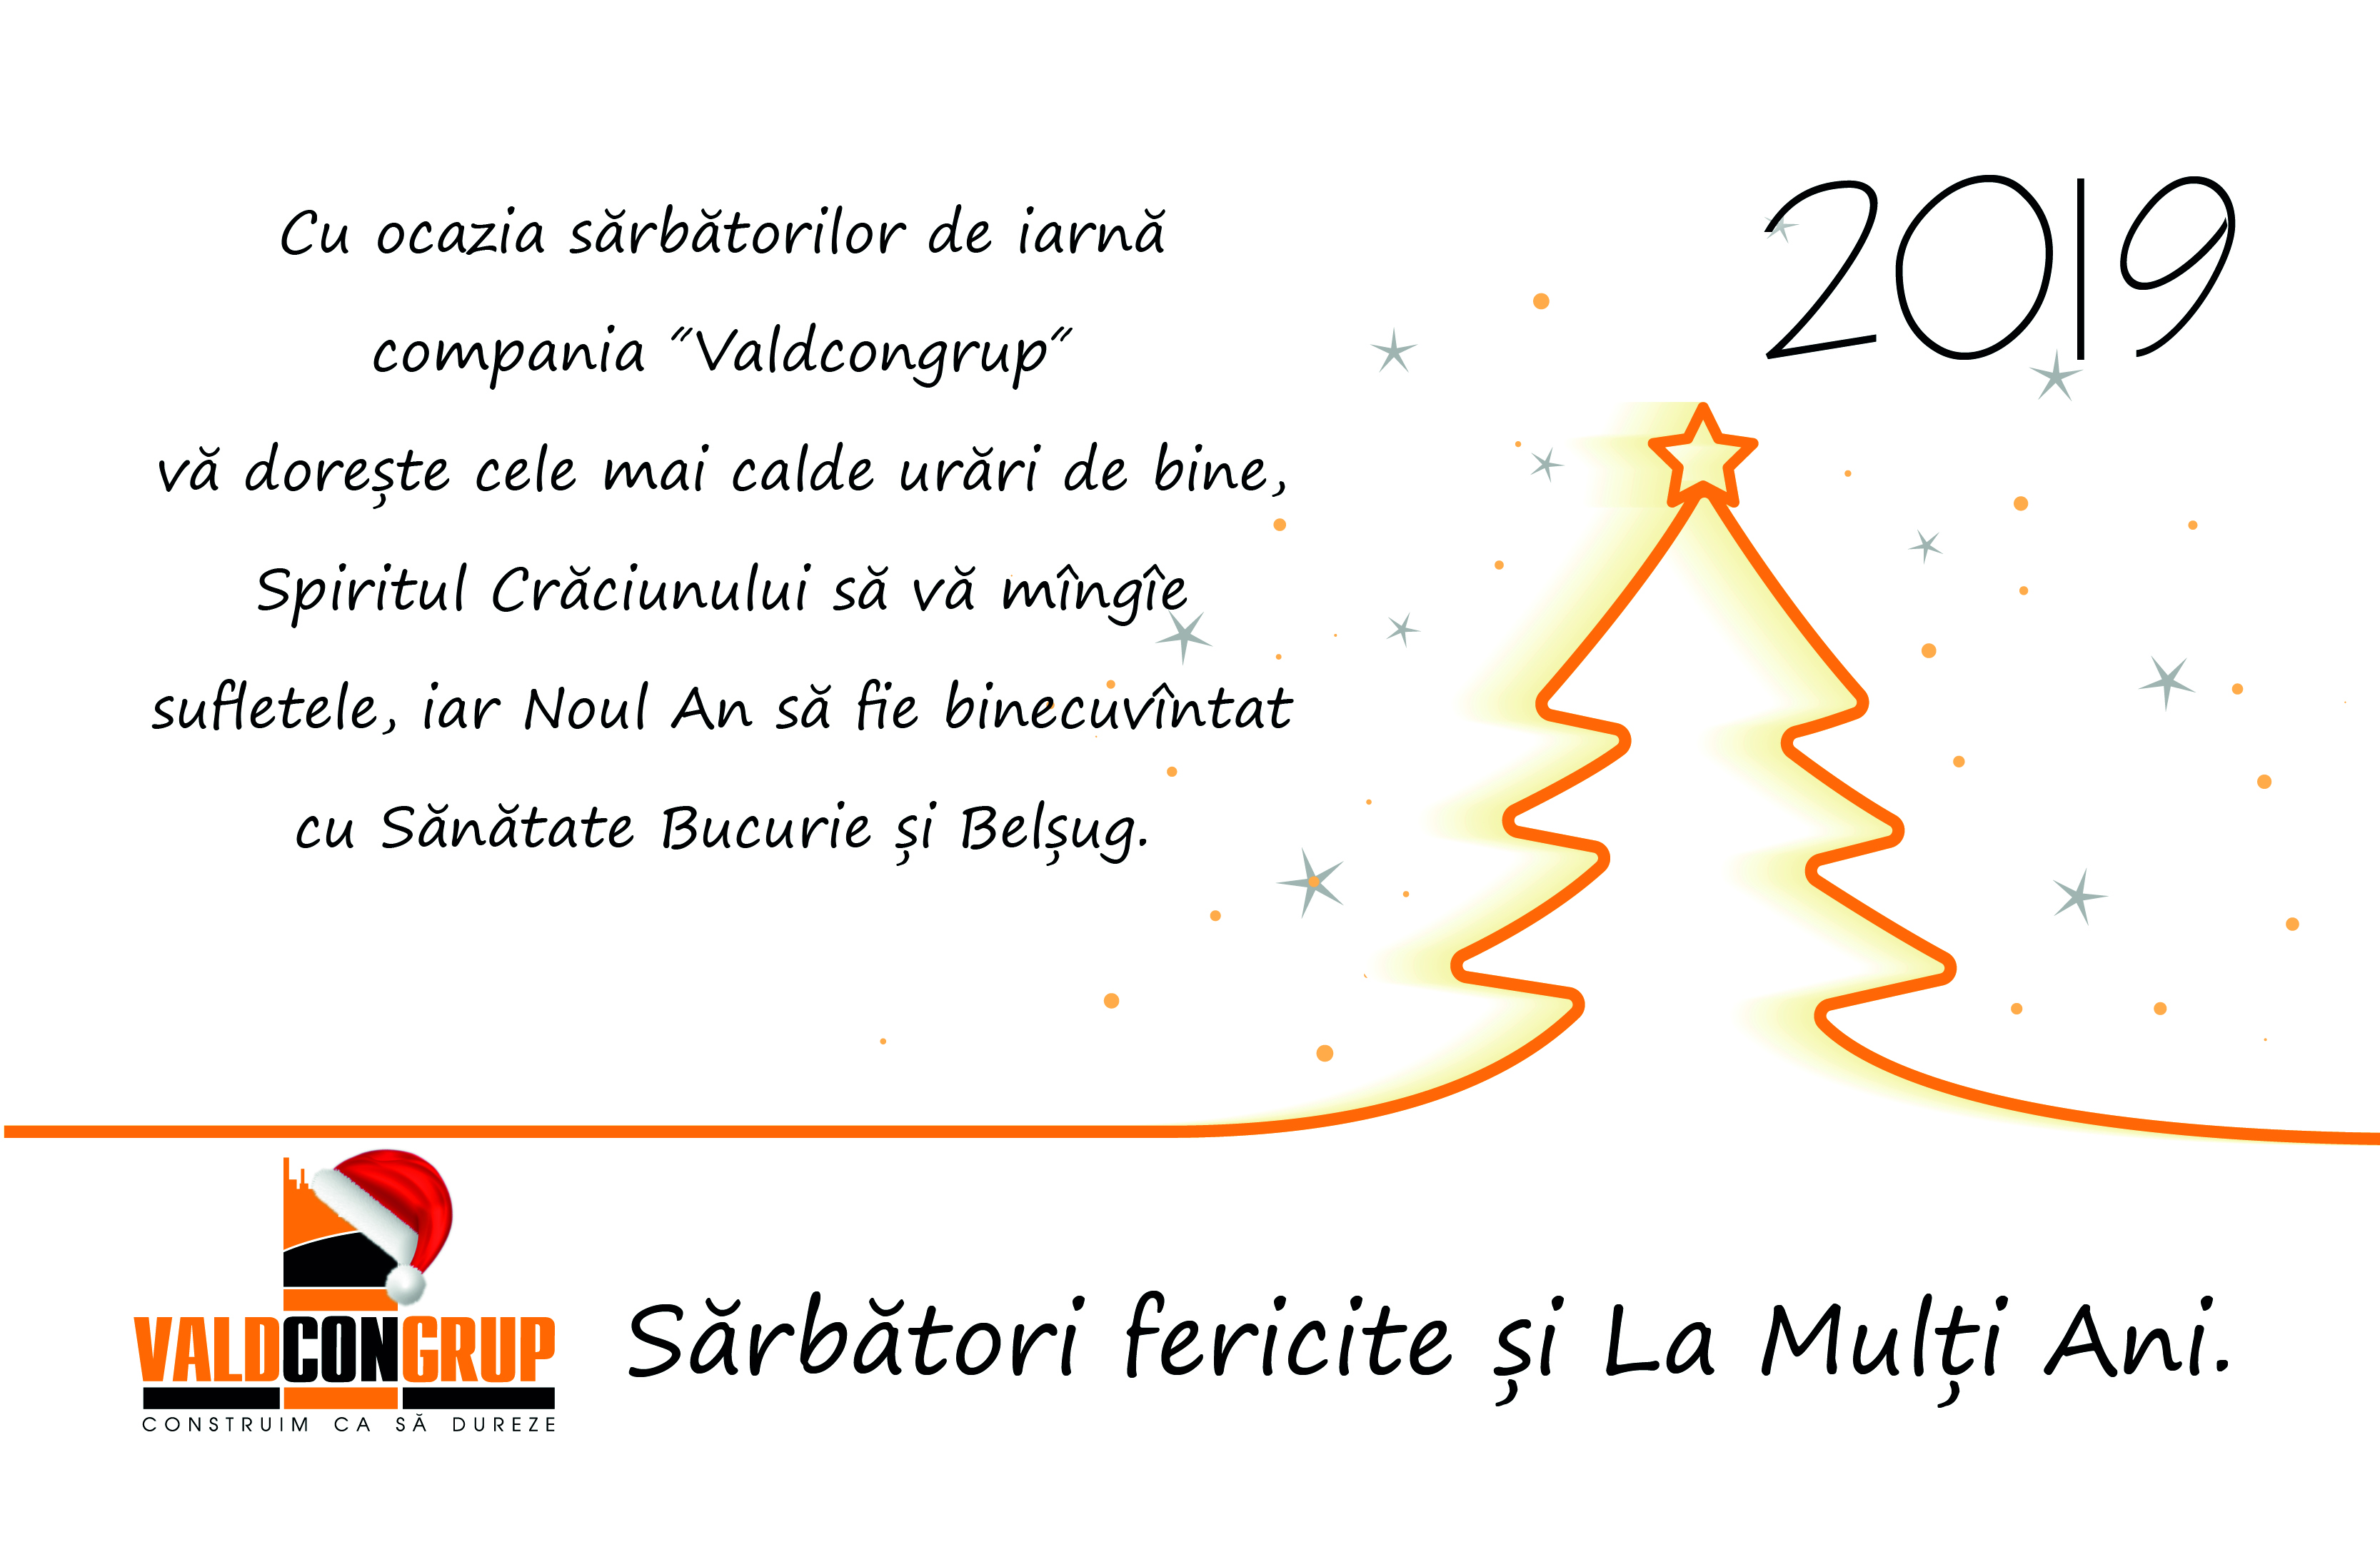 2019
Cu ocazia sărbătorilor de iarnă
compania "Valdcongrup"
vă dorește cele mai calde urări de bine,
Spiritul Crăciunului să vă mîngîe
sufletele, iar Noul An să fie binecuvîntat
cu Sănătate Bucurie și Belșug.
VALDCONGRUP
CONSTRUIM CA SĂ DUREZE
Sărbători fericite și La Mulți Ani.